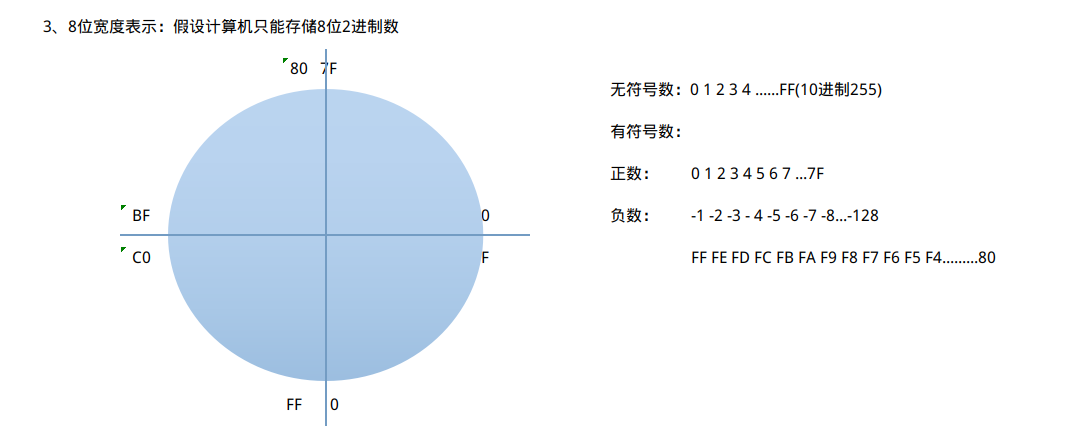 3、8位宽度表示：假设计算机只能存储8位2进制数
80 7F
无符号数：0 1 2 3 4 ......FF(10进制255)
有符号数：
正数： 0 1 2 3 4 5 6 7 ...7F
BF
0
负数： -1 -2 -3 - 4 -5 -6 -7 -8...-128
C0
F
FF FE FD FC FB FA F9 F8 F7 F6 F5 F4.........80
FF 0